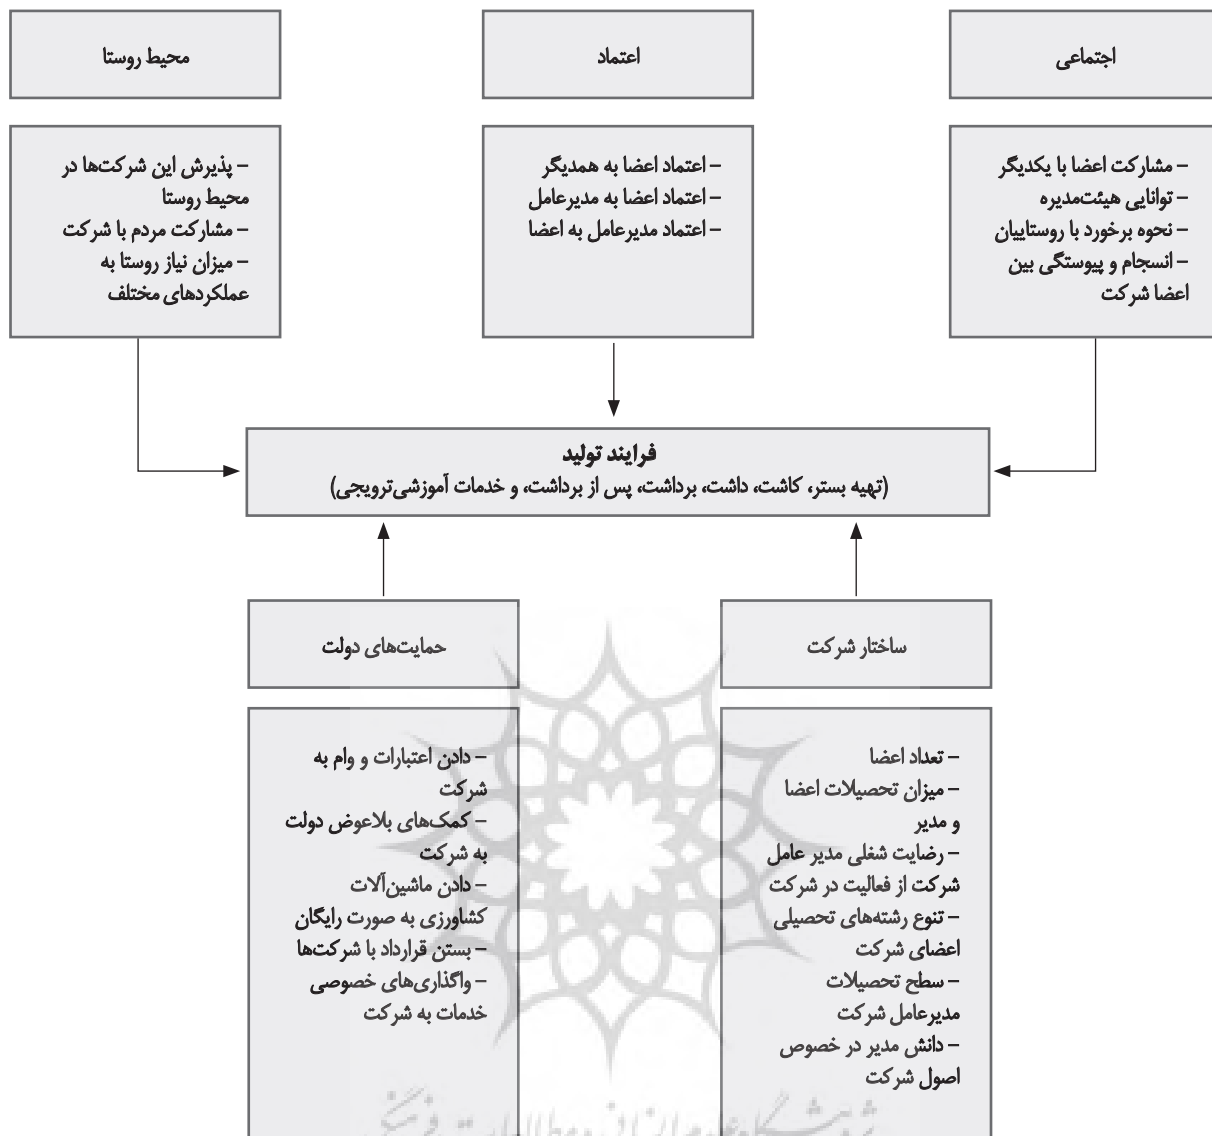 اجتماعی
اعتماد
محیط روستا
– مشارکت اعضا با یکدیگر
– توانایی هیئت‌مدیره
– نحوه برخورد با روستاییان
– انسجام و پیوستگی بین
اعضا شرکت
– اعتماد اعضا به همدیگر
– اعتماد اعضا به مدیرعامل
– اعتماد مدیرعامل به اعضا
– پذیرش این شرکت‌ها در
محیط روستا
– مشارکت مردم با شرکت
– میزان نیاز روستا به
عملکردهای مختلف
فرایند تولید
(تهیه بستر، کاشت، داشت، برداشت، پس از برداشت، و خدمات آموزشی‌ترویجی)
ساختار شرکت
حمایت‌های دولت
– تعداد اعضا
– میزان تحصیلات اعضا
و مدیر
– رضایت شغلی مدیر عامل
شرکت از فعالیت در شرکت
– تنوع رشته‌های تحصیلی
اعضای شرکت
– سطح تحصیلات
مدیرعامل شرکت
– دانش مدیر در خصوص
اصول شرکت
– دادن اعتبارات و وام به
شرکت
– کمک‌های بلاعوض دولت
به شرکت
– دادن ماشین‌آلات
کشاورزی به صورت رایگان
– بستن قرارداد با شرکت‌ها
– واگذاری‌های خصوصی
خدمات به شرکت
پژوهشگاه علوم انسانی و مطالعات فرهنگی